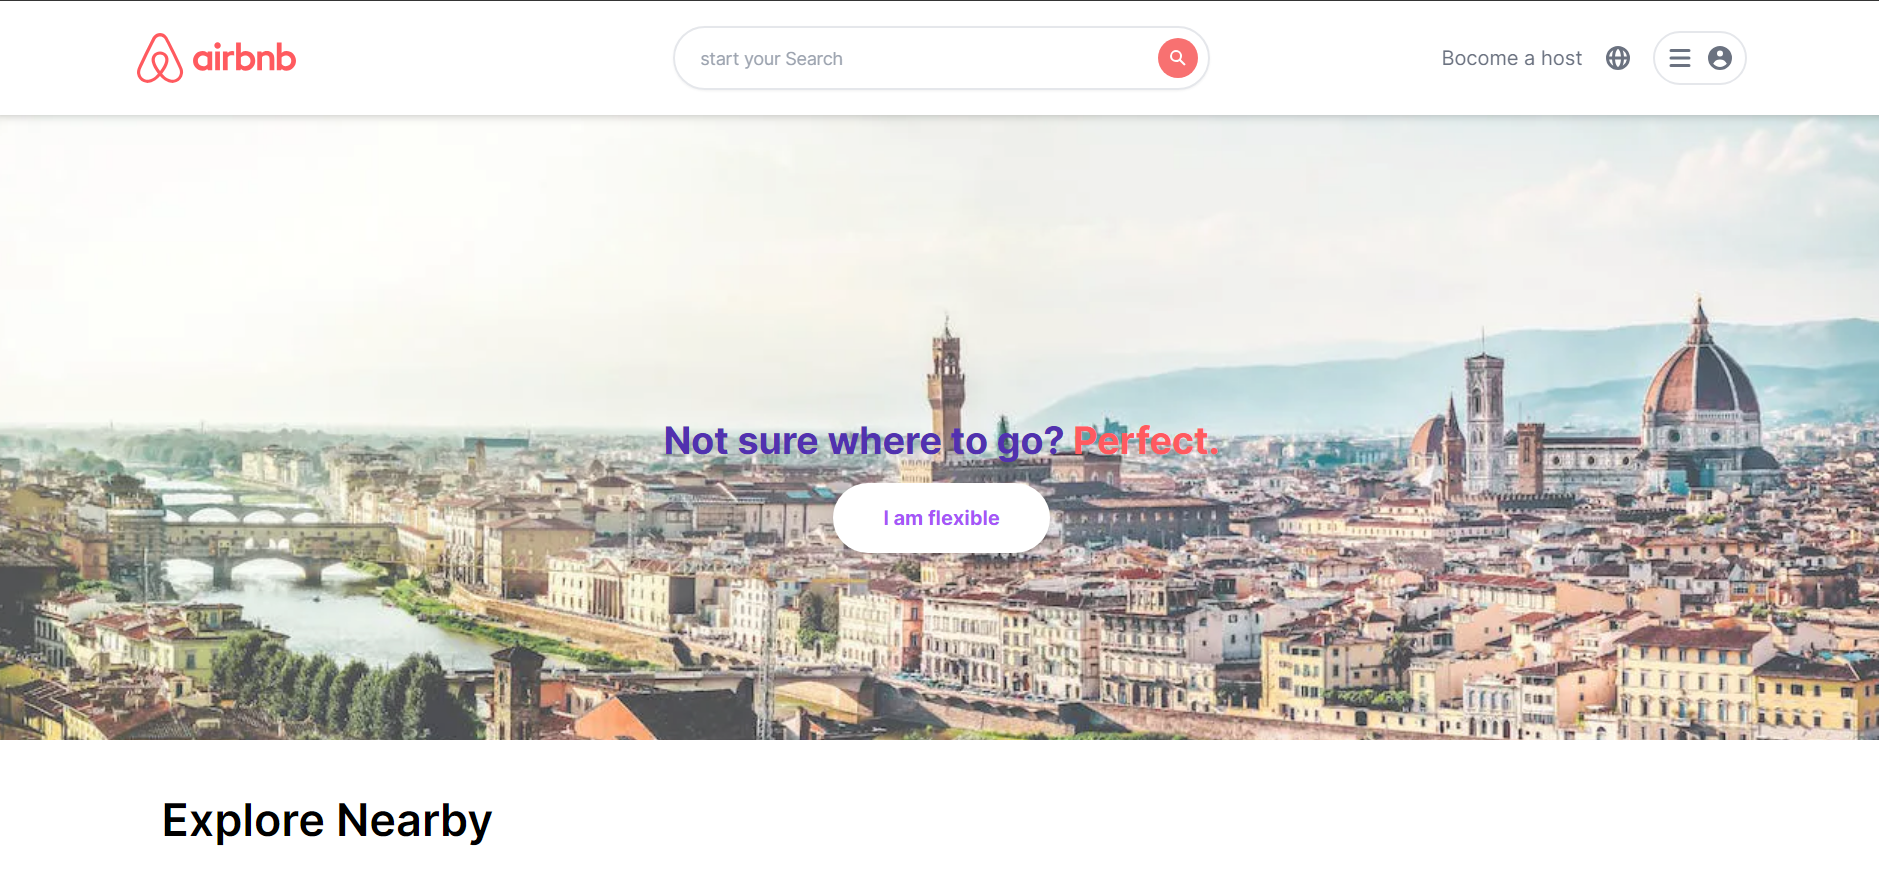 airbnb
start your Search
Bocome a host
Not sure where to go? Perfect.
I am flexible
Explore Nearby